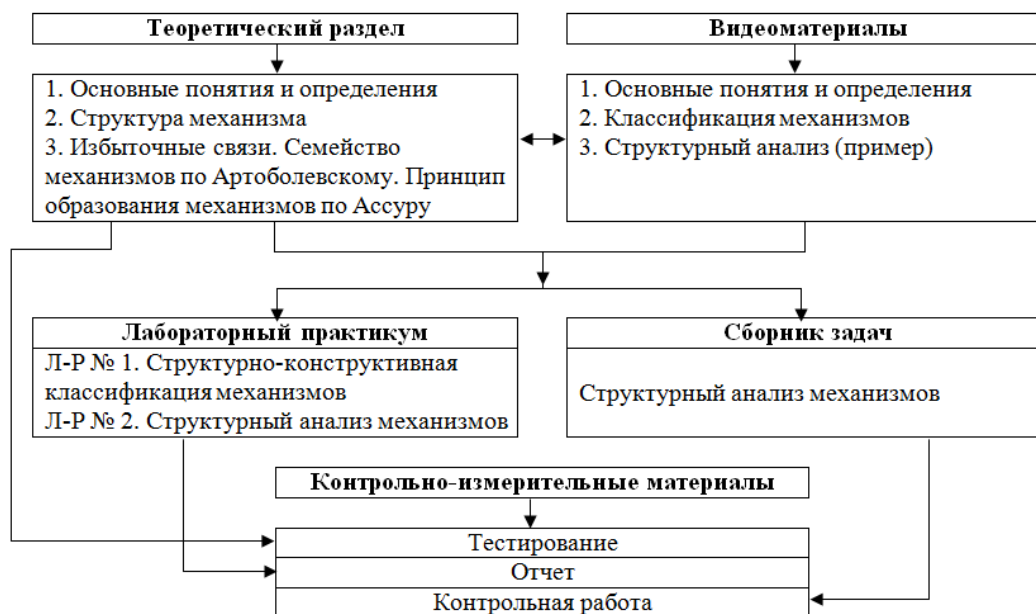 Теоретический раздел
1. Основные понятия и определения
2. Структура механизма
3. Избыточные связи. Семейство
механизмов по Артоболевскому. Принцип
образования механизмов по Ассуру
Видеоматериалы
1. Основные понятия и определения
2. Классификация механизмов
3. Структурный анализ (пример)
Лабораторный практикум
Л-Р № 1. Структурно-конструктивная
классификация механизмов
Л-Р № 2. Структурный анализ механизмов
Сборник задач
Структурный анализ механизмов
Контрольно-измерительные материалы
Тестирование
Отчет
Контрольная работа